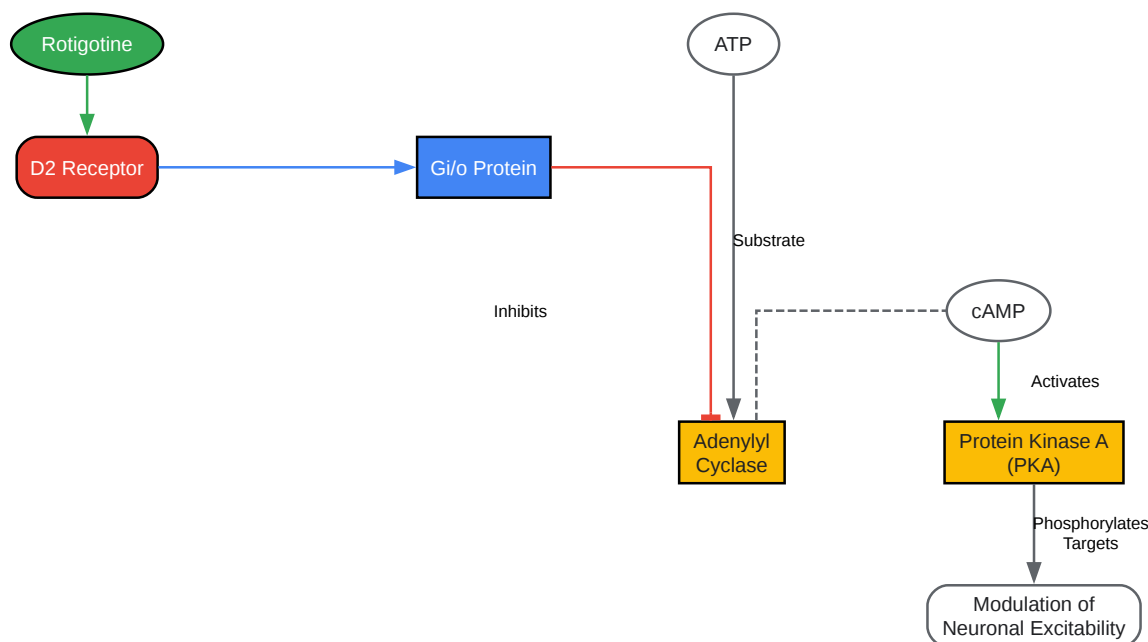 Rotigotine
ATP
D2 Receptor
Gi/o Protein
Substrate
Inhibits
cAMP
Activates
Adenylyl
Cyclase
Protein Kinase A
(PKA)
Phosphorylates
Targets
Modulation of
Neuronal Excitability